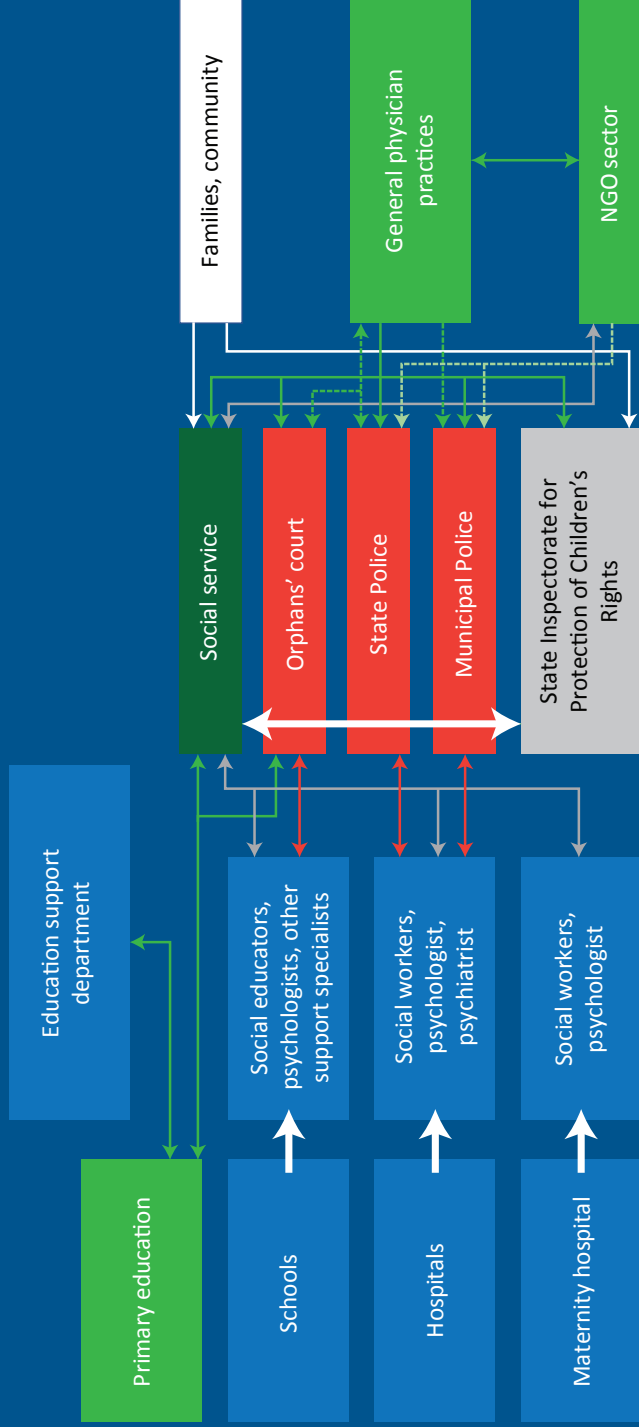 Primary education
Education support
department
Schools
Social educators,
psychologists, other
support specialists
Hospitals
Social workers,
psychologist,
psychiatrist
Maternity hospital
Social workers,
psychologist
Social service
Orphans’ court
State Police
Municipal Police
State Inspectorate for
Protection of Children’s
Rights
Families, community
General physician
practices
NGO sector